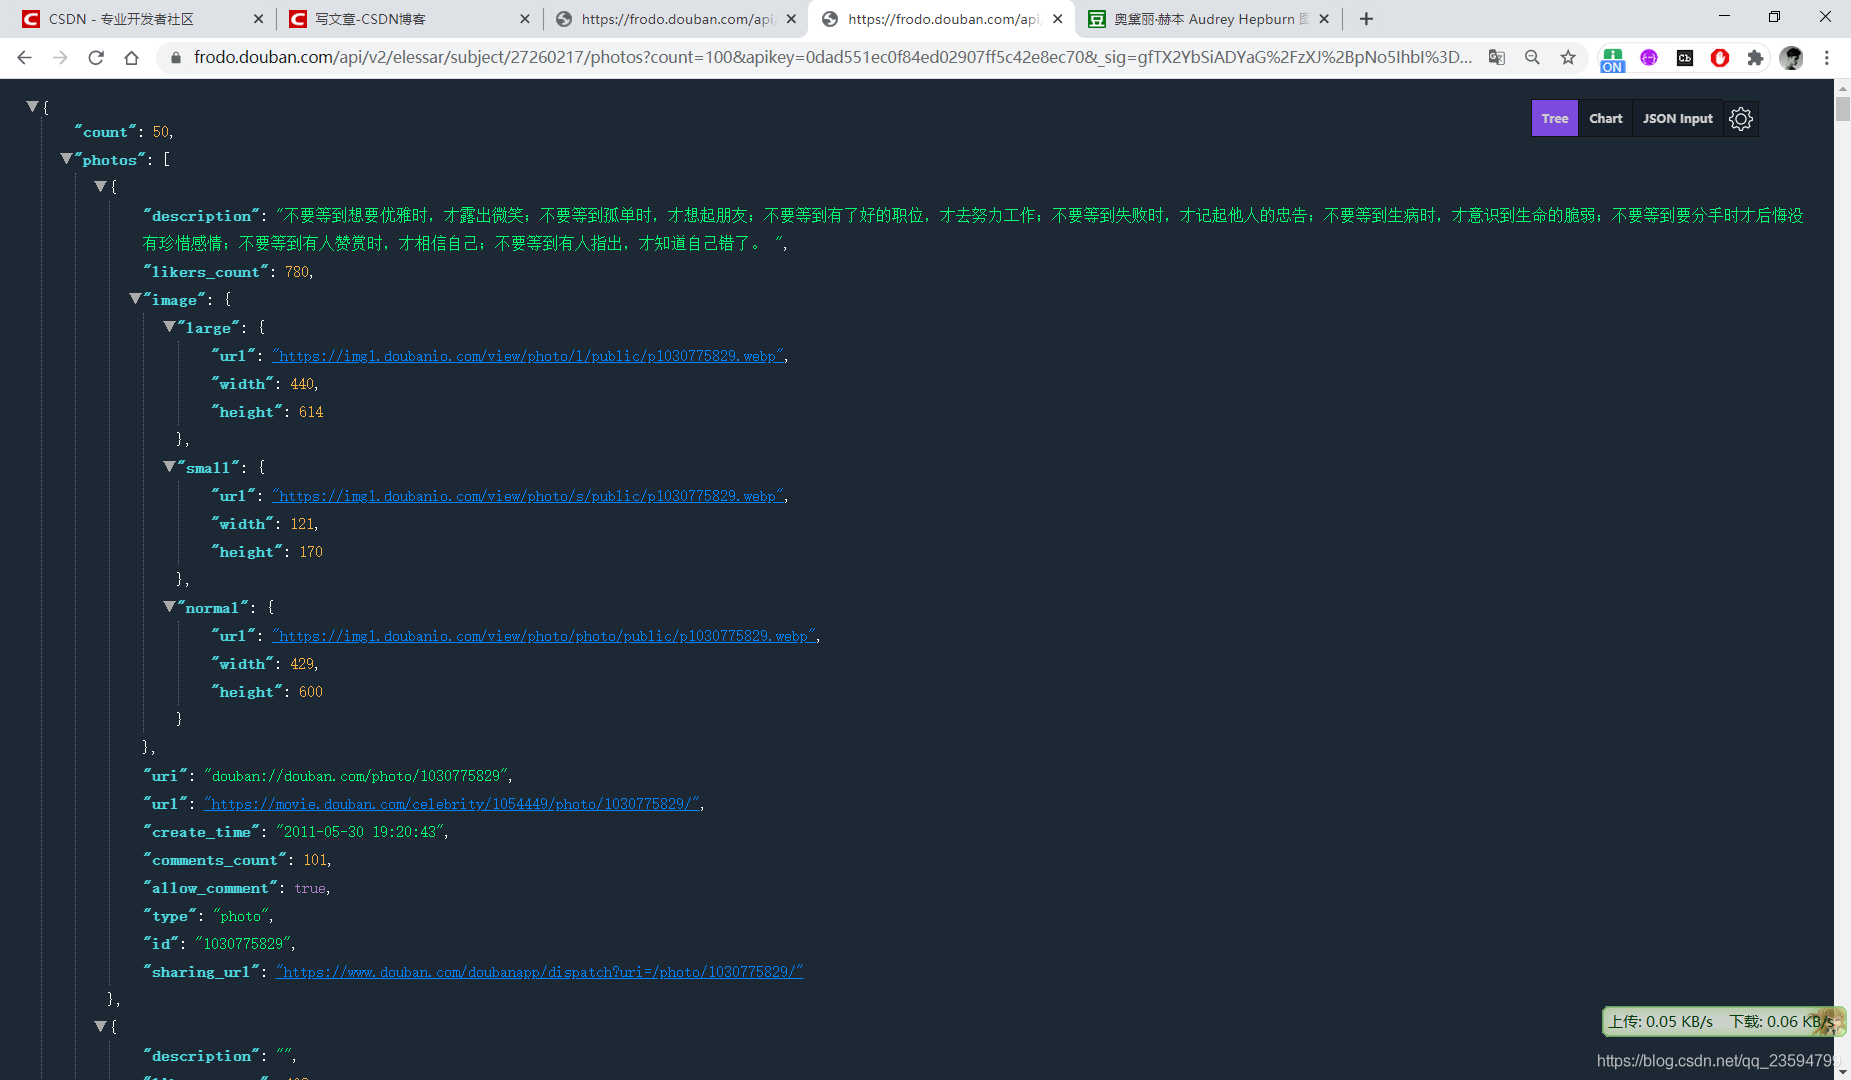 CSDN - 专业开发者社区
写文章-CSDN博客
https://frodo.douban.com/api/
https://frodo.douban.com/api/
奥黛丽·赫本 Audrey Hepburn 图
frodo.douban.com/api/v2/elessar/subject/27260217/photos?count=100&apikey=0dad551ec0f84ed02907ff5c42e8ec70&_sig=gfTX2YbSiADYaG%2FzXJ%2BpNo5IhbI%3D...
ON
Tree Chart JSON Input
{
"count": 50,
"photos": [
{
"description": "不要等到想要优雅时，才露出微笑；不要等到孤单时，才想起朋友；不要等到有了好的职位，才去努力工作；不要等到失败时，才记起他人的忠告；不要等到生病时，才意识到生命的脆弱；不要等到要分手时才后悔没
有珍惜感情；不要等到有人赞赏时，才相信自己；不要等到有人指出，才知道自己错了。 ",
"likers_count": 780,
"image": {
"large": {
"url": "https://img1.doubanio.com/view/photo/l/public/p1030775829.webp",
"width": 440,
"height": 614
},
"small": {
"url": "https://img1.doubanio.com/view/photo/s/public/p1030775829.webp",
"width": 121,
"height": 170
},
"normal": {
"url": "https://img1.doubanio.com/view/photo/photo/public/p1030775829.webp",
"width": 429,
"height": 600
}
},
"uri": "douban://douban.com/photo/1030775829",
"url": "https://movie.douban.com/celebrity/1054449/photo/1030775829/",
"create_time": "2011-05-30 19:20:43",
"comments_count": 101,
"allow_comment": true,
"type": "photo",
"id": "1030775829",
"sharing_url": "https://www.douban.com/doubanapp/dispatch?uri=/photo/1030775829/"
},
{
"description": "",
上传: 0.05 KB/s 下载: 0.06 KB/s
https://blog.csdn.net/qq_23594799